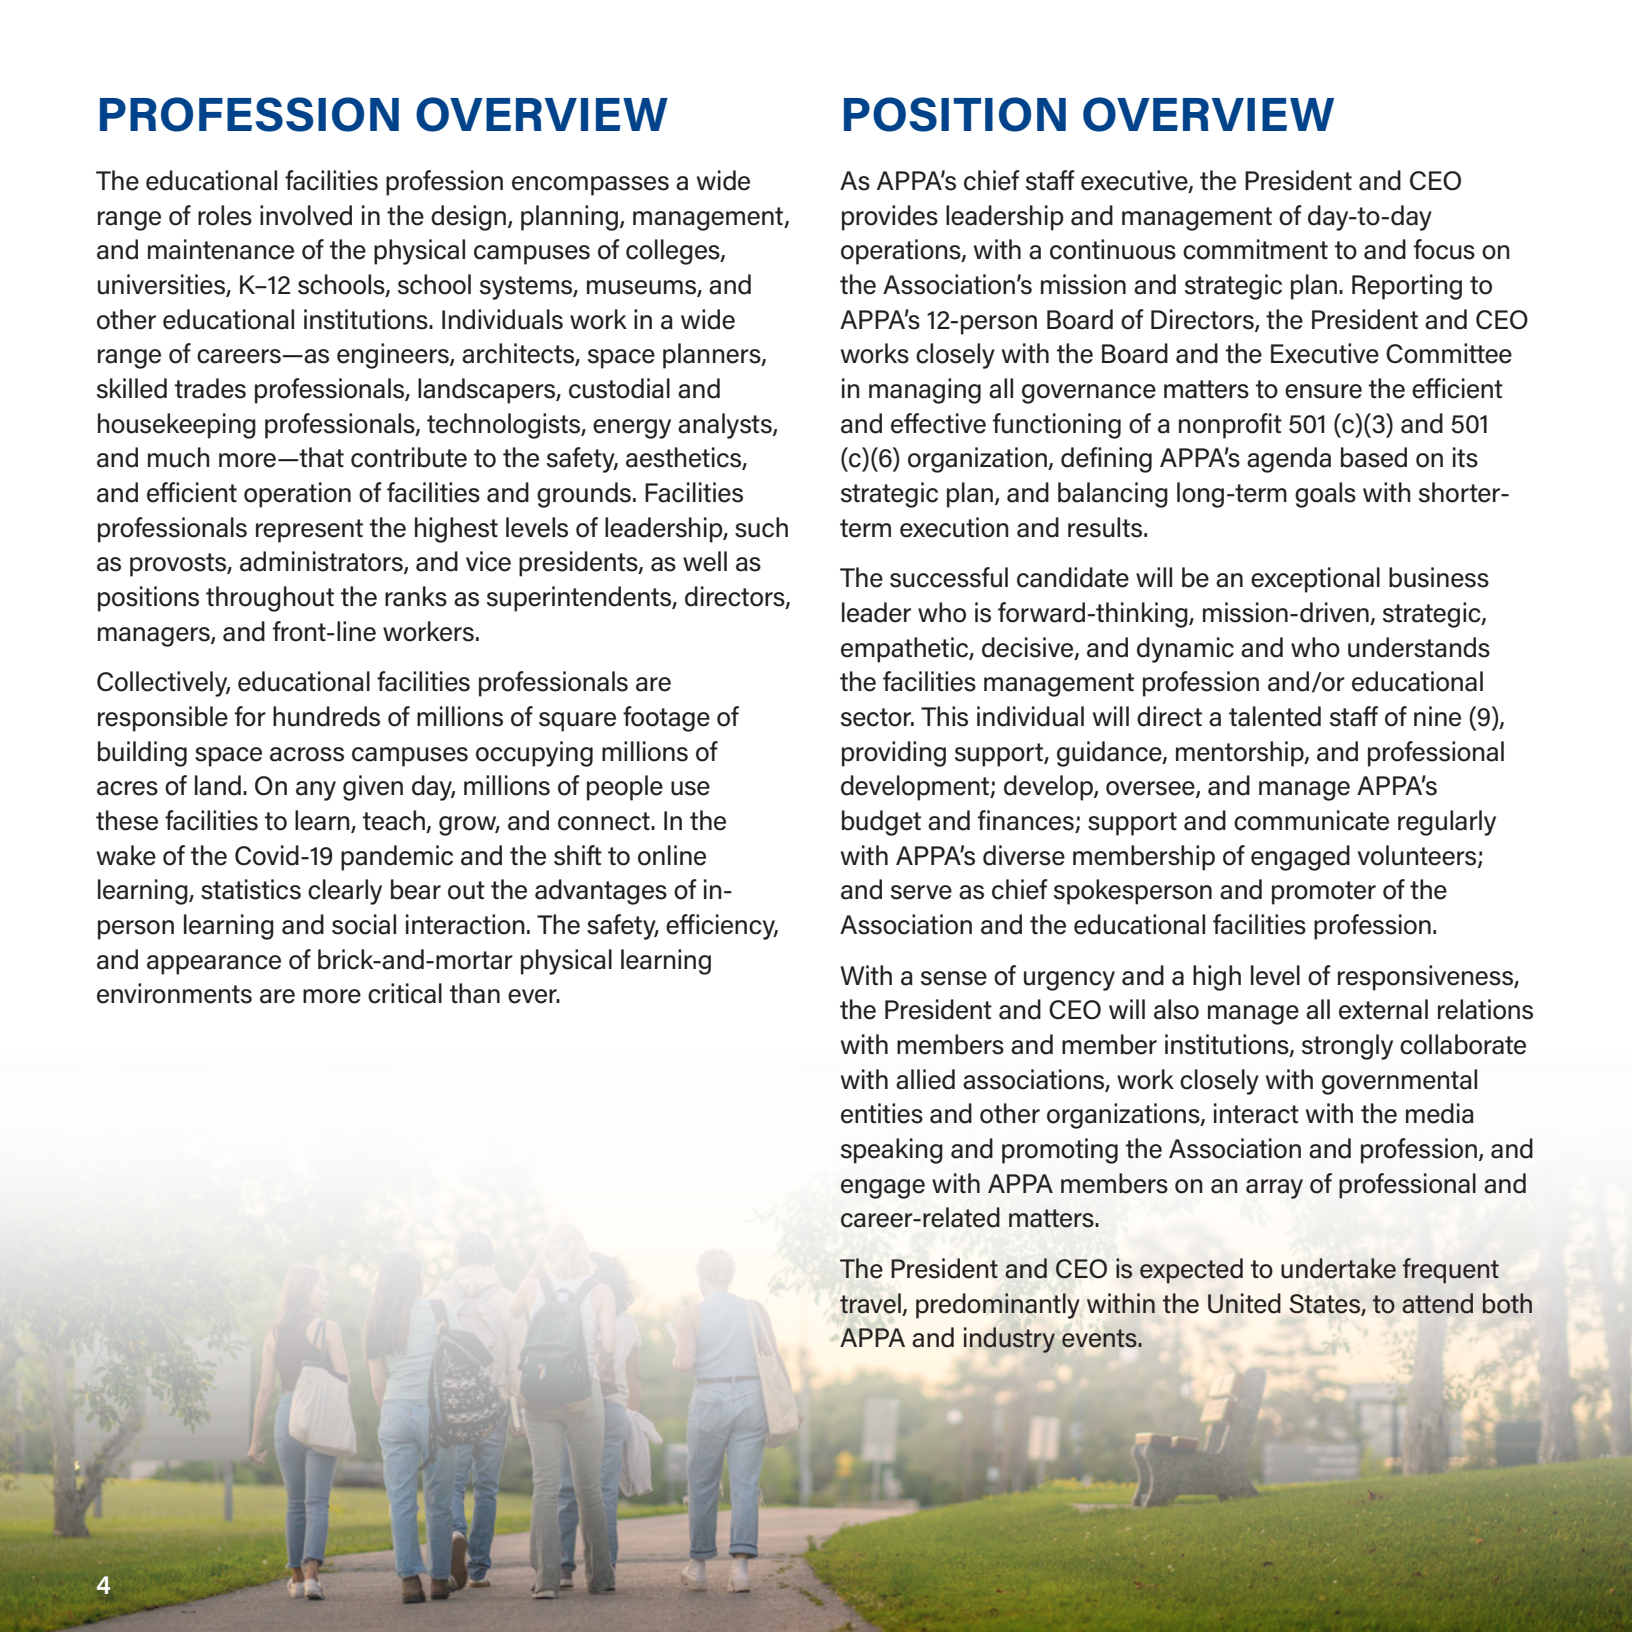 PROFESSION OVERVIEW
The educational facilities profession encompasses a wide
range of roles involved in the design, planning, management,
and maintenance of the physical campuses of colleges,
universities, K–12 schools, school systems, museums, and
other educational institutions. Individuals work in a wide
range of careers—as engineers, architects, space planners,
skilled trades professionals, landscapers, custodial and
housekeeping professionals, technologists, energy analysts,
and much more—that contribute to the safety, aesthetics,
and efficient operation of facilities and grounds. Facilities
professionals represent the highest levels of leadership, such
as provosts, administrators, and vice presidents, as well as
positions throughout the ranks as superintendents, directors,
managers, and front-line workers.
Collectively, educational facilities professionals are
responsible for hundreds of millions of square footage of
building space across campuses occupying millions of
acres of land. On any given day, millions of people use
these facilities to learn, teach, grow, and connect. In the
wake of the Covid-19 pandemic and the shift to online
learning, statistics clearly bear out the advantages of in-
person learning and social interaction. The safety, efficiency,
and appearance of brick-and-mortar physical learning
environments are more critical than ever.
POSITION OVERVIEW
As APPA’s chief staff executive, the President and CEO
provides leadership and management of day-to-day
operations, with a continuous commitment to and focus on
the Association’s mission and strategic plan. Reporting to
APPA’s 12-person Board of Directors, the President and CEO
works closely with the Board and the Executive Committee
in managing all governance matters to ensure the efficient
and effective functioning of a nonprofit 501 (c)(3) and 501
(c)(6) organization, defining APPA’s agenda based on its
strategic plan, and balancing long-term goals with shorter-
term execution and results.
The successful candidate will be an exceptional business
leader who is forward-thinking, mission-driven, strategic,
empathetic, decisive, and dynamic and who understands
the facilities management profession and/or educational
sector. This individual will direct a talented staff of nine (9),
providing support, guidance, mentorship, and professional
development; develop, oversee, and manage APPA’s
budget and finances; support and communicate regularly
with APPA’s diverse membership of engaged volunteers;
and serve as chief spokesperson and promoter of the
Association and the educational facilities profession.
With a sense of urgency and a high level of responsiveness,
the President and CEO will also manage all external relations
with members and member institutions, strongly collaborate
with allied associations, work closely with governmental
entities and other organizations, interact with the media
speaking and promoting the Association and profession, and
engage with APPA members on an array of professional and
career-related matters.
The President and CEO is expected to undertake frequent
travel, predominantly within the United States, to attend both
APPA and industry events.
4